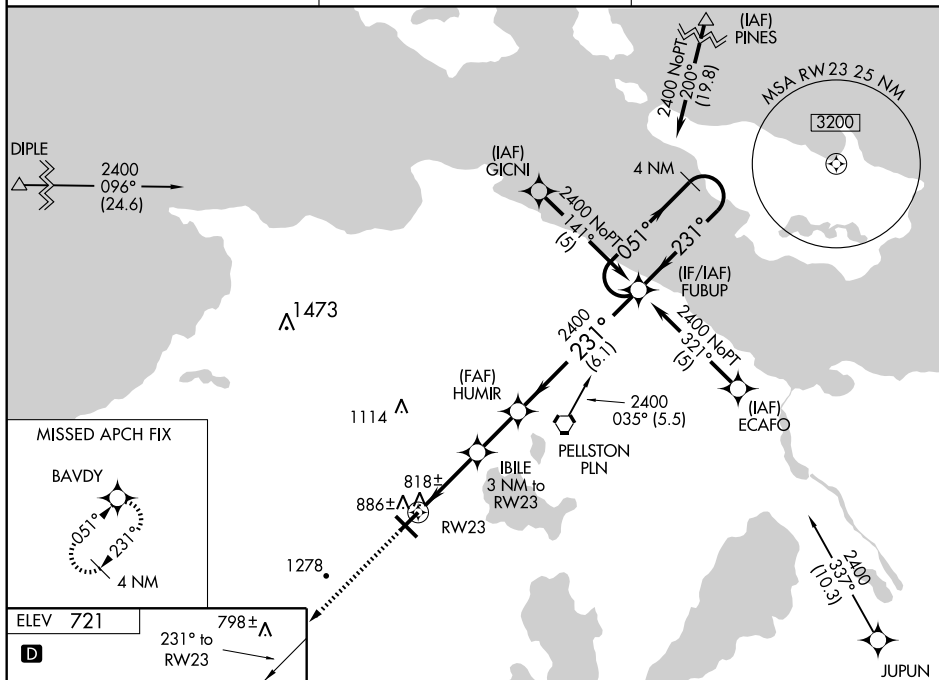 (IAF)
PINES
2400 NoPT
200°
(19.8)
MSA RW23 25 NM
3200
DIPLE
2400
096°
(24.6)
(IAF)
GICNI
4 NM
2400 NoPT
141°
(5)
051°
231°
(IF/IAF)
FUBUP
1473
2400
231°
(6.1)
2400 NoPT
321°
(5)
(FAF)
HUMIR
2400
035° (5.5)
(IAF)
ECAFO
1114
PELLSTON
PLN
MISSED APCH FIX
BAVDY
051°
231°
4 NM
IBILE
3 NM to
RW23
818±
886±
RW23
1278
2400
337°
(10.3)
ELEV 721
D
798±
231° to
RW23
JUPUN